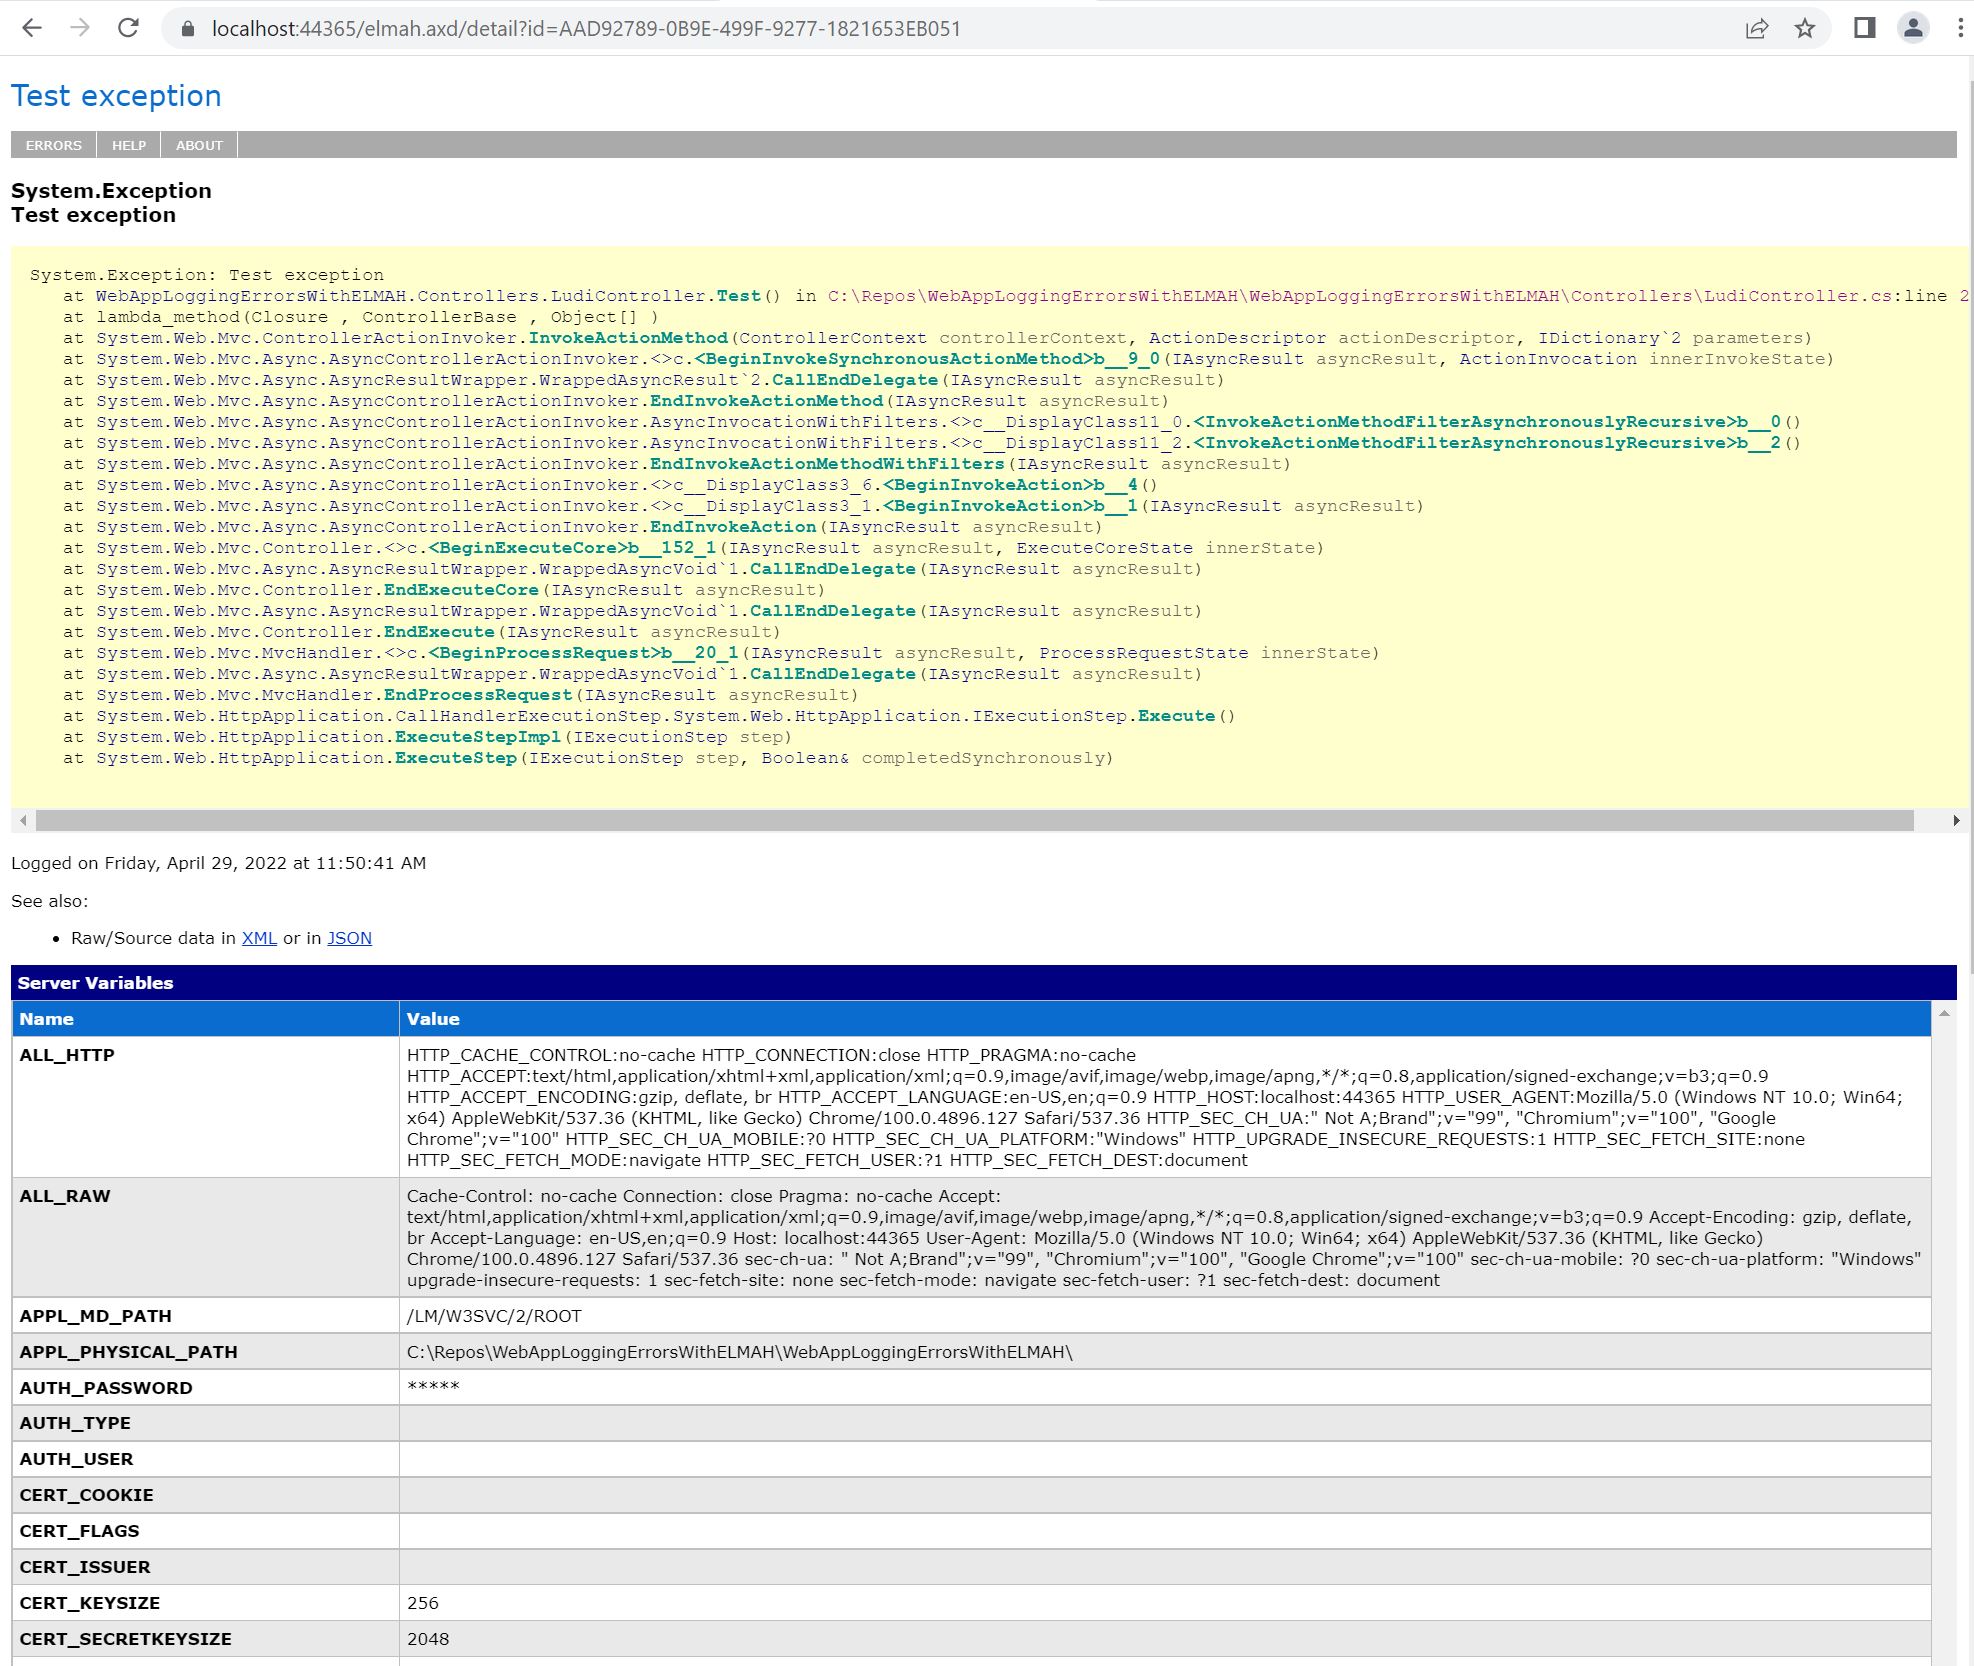 localhost:44365/elmah.axd/detail?id=AAD92789-0B9E-499F-9277-1821653EB051
Test exception
ERRORS HELP ABOUT
System.Exception
Test exception
System.Exception: Test exception
at WebAppLoggingErrorsWithELMAH.Controllers.LudiController.Test() in C:\Repos\WebAppLoggingErrorsWithELMAH\WebAppLoggingErrorsWithELMAH\Controllers\LudiController.cs:line 2
at lambda_method(Closure , ControllerBase , Object[] )
at System.Web.Mvc.ControllerActionInvoker.InvokeActionMethod(ControllerContext controllerContext, ActionDescriptor actionDescriptor, IDictionary`2 parameters)
at System.Web.Mvc.Async.AsyncControllerActionInvoker.<>c.<BeginInvokeSynchronousActionMethod>b__9_0(IAsyncResult asyncResult, ActionInvocation innerInvokeState)
at System.Web.Mvc.Async.AsyncResultWrapper.WrappedAsyncResult`2.CallEndDelegate(IAsyncResult asyncResult)
at System.Web.Mvc.Async.AsyncControllerActionInvoker.EndInvokeActionMethod(IAsyncResult asyncResult)
at System.Web.Mvc.Async.AsyncControllerActionInvoker.AsyncInvocationWithFilters.<>c__DisplayClass11_0.<InvokeActionMethodFilterAsynchronouslyRecursive>b__0()
at System.Web.Mvc.Async.AsyncControllerActionInvoker.AsyncInvocationWithFilters.<>c__DisplayClass11_2.<InvokeActionMethodFilterAsynchronouslyRecursive>b__2()
at System.Web.Mvc.Async.AsyncControllerActionInvoker.EndInvokeActionMethodWithFilters(IAsyncResult asyncResult)
at System.Web.Mvc.Async.AsyncControllerActionInvoker.<>c__DisplayClass3_6.<BeginInvokeAction>b__4()
at System.Web.Mvc.Async.AsyncControllerActionInvoker.<>c__DisplayClass3_1.<BeginInvokeAction>b__1(IAsyncResult asyncResult)
at System.Web.Mvc.Async.AsyncControllerActionInvoker.EndInvokeAction(IAsyncResult asyncResult)
at System.Web.Mvc.Controller.<>c.<BeginExecuteCore>b__152_1(IAsyncResult asyncResult, ExecuteCoreState innerState)
at System.Web.Mvc.Async.AsyncResultWrapper.WrappedAsyncVoid`1.CallEndDelegate(IAsyncResult asyncResult)
at System.Web.Mvc.Controller.EndExecuteCore(IAsyncResult asyncResult)
at System.Web.Mvc.Async.AsyncResultWrapper.WrappedAsyncVoid`1.CallEndDelegate(IAsyncResult asyncResult)
at System.Web.Mvc.Controller.EndExecute(IAsyncResult asyncResult)
at System.Web.Mvc.MvcHandler.<>c.<BeginProcessRequest>b__20_1(IAsyncResult asyncResult, ProcessRequestState innerState)
at System.Web.Mvc.Async.AsyncResultWrapper.WrappedAsyncVoid`1.CallEndDelegate(IAsyncResult asyncResult)
at System.Web.Mvc.MvcHandler.EndProcessRequest(IAsyncResult asyncResult)
at System.Web.HttpApplication.CallHandlerExecutionStep.System.Web.HttpApplication.IExecutionStep.Execute()
at System.Web.HttpApplication.ExecuteStepImpl(IExecutionStep step)
at System.Web.HttpApplication.ExecuteStep(IExecutionStep step, Boolean& completedSynchronously)
Logged on Friday, April 29, 2022 at 11:50:41 AM
See also:
• Raw/Source data in XML or in JSON
Server Variables
Name Value
ALL_HTTP HTTP_CACHE_CONTROL:no-cache HTTP_CONNECTION:close HTTP_PRAGMA:no-cache
HTTP_ACCEPT:text/html,application/xhtml+xml,application/xml;q=0.9,image/avif,image/webp,image/apng,*/*;q=0.8,application/signed-exchange;v=b3;q=0.9
HTTP_ACCEPT_ENCODING:gzip, deflate, br HTTP_ACCEPT_LANGUAGE:en-US,en;q=0.9 HTTP_HOST:localhost:44365 HTTP_USER_AGENT:Mozilla/5.0 (Windows NT 10.0; Win64;
x64) AppleWebKit/537.36 (KHTML, like Gecko) Chrome/100.0.4896.127 Safari/537.36 HTTP_SEC_CH_UA:" Not A;Brand";v="99", "Chromium";v="100", "Google
Chrome";v="100" HTTP_SEC_CH_UA_MOBILE:?0 HTTP_SEC_CH_UA_PLATFORM:"Windows" HTTP_UPGRADE_INSECURE_REQUESTS:1 HTTP_SEC_FETCH_SITE:none
HTTP_SEC_FETCH_MODE:navigate HTTP_SEC_FETCH_USER:?1 HTTP_SEC_FETCH_DEST:document
ALL_RAW Cache-Control: no-cache Connection: close Pragma: no-cache Accept:
text/html,application/xhtml+xml,application/xml;q=0.9,image/avif,image/webp,image/apng,*/*;q=0.8,application/signed-exchange;v=b3;q=0.9 Accept-Encoding: gzip, deflate,
br Accept-Language: en-US,en;q=0.9 Host: localhost:44365 User-Agent: Mozilla/5.0 (Windows NT 10.0; Win64; x64) AppleWebKit/537.36 (KHTML, like Gecko)
Chrome/100.0.4896.127 Safari/537.36 sec-ch-ua: " Not A;Brand";v="99", "Chromium";v="100", "Google Chrome";v="100" sec-ch-ua-mobile: ?0 sec-ch-ua-platform: "Windows"
upgrade-insecure-requests: 1 sec-fetch-site: none sec-fetch-mode: navigate sec-fetch-user: ?1 sec-fetch-dest: document
APPL_MD_PATH /LM/W3SVC/2/ROOT
APPL_PHYSICAL_PATH C:\Repos\WebAppLoggingErrorsWithELMAH\WebAppLoggingErrorsWithELMAH\
AUTH_PASSWORD *****
AUTH_TYPE
AUTH_USER
CERT_COOKIE
CERT_FLAGS
CERT_ISSUER
CERT_KEYSIZE 256
CERT_SECRETKEYSIZE 2048